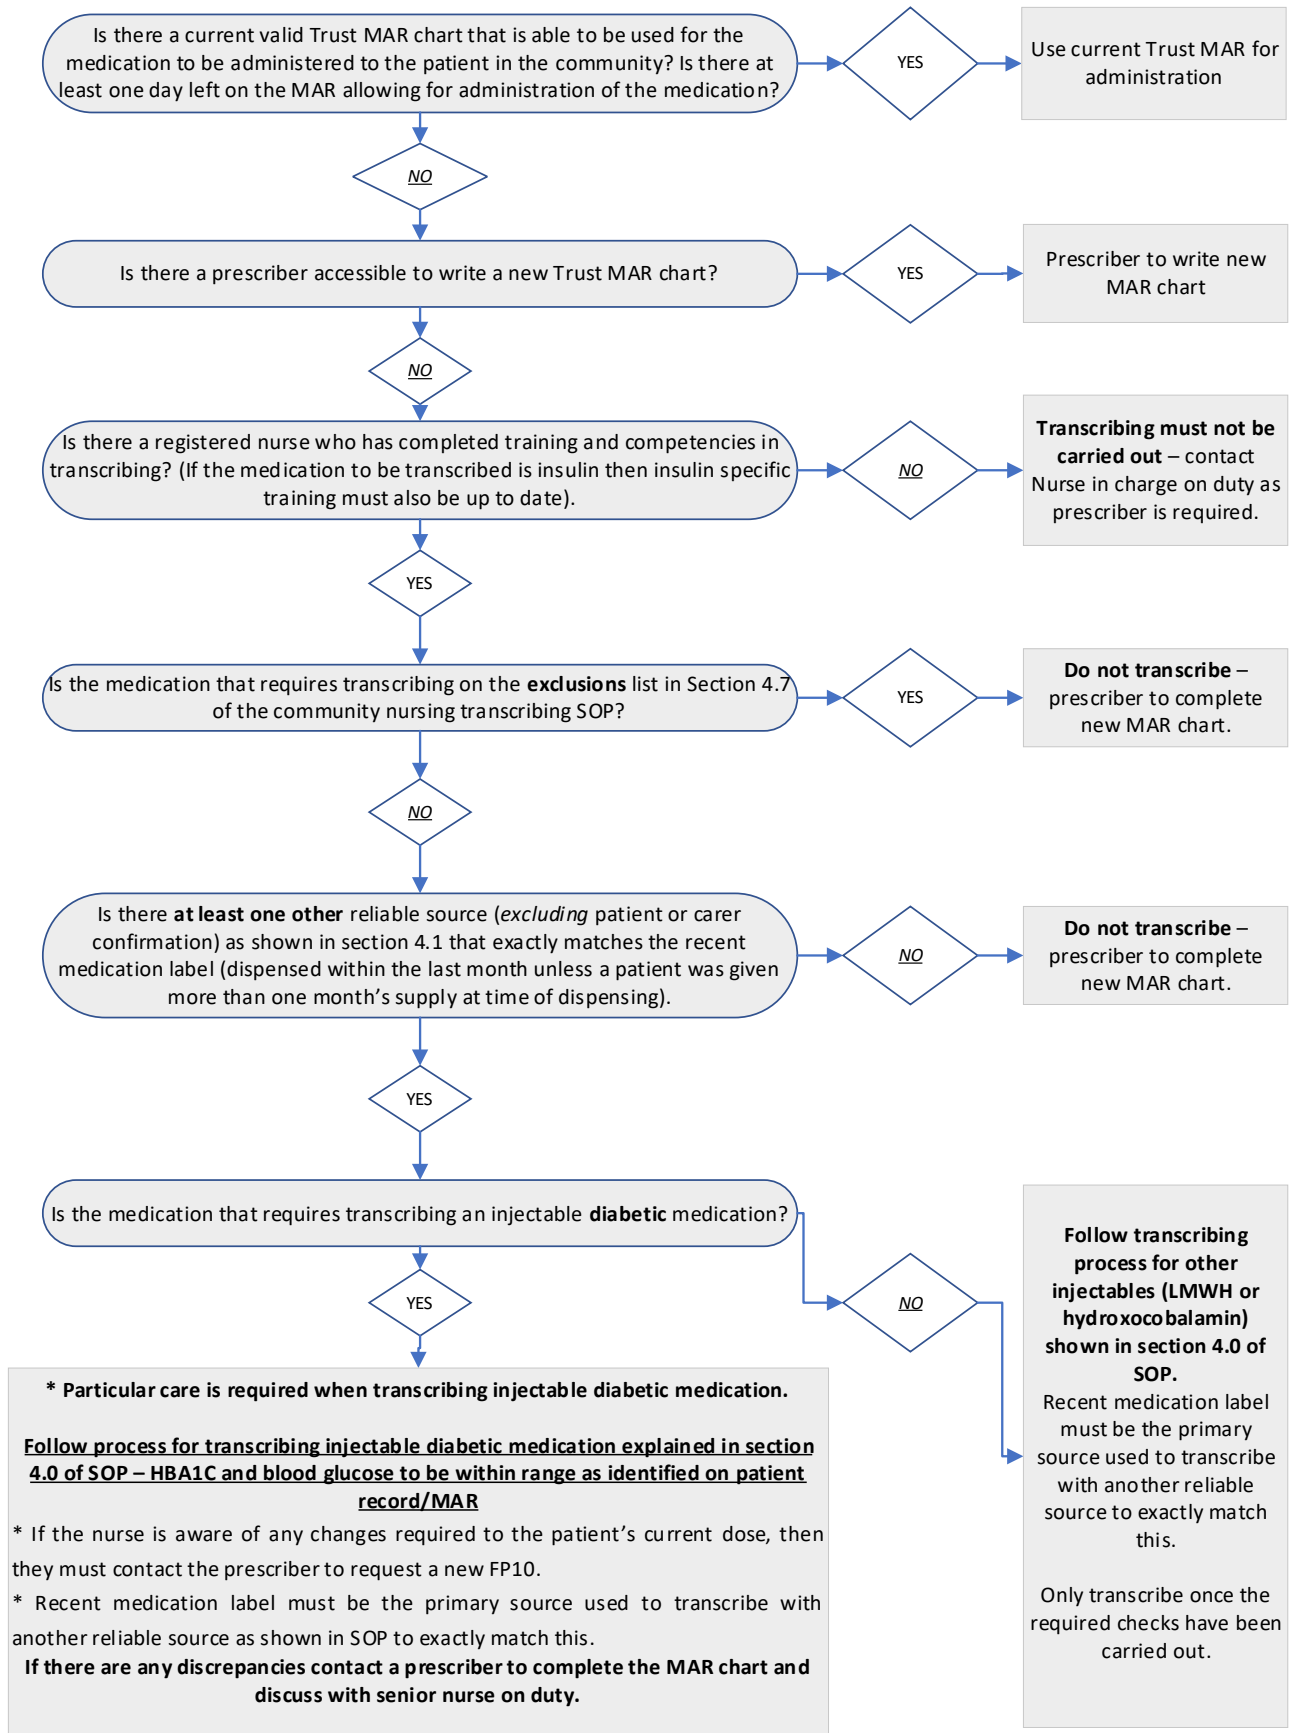 Is there a current valid Trust MAR chart that is able to be used for the
medication to be administered to the patient in the community? Is there at
least one day left on the MAR allowing for administration of the medication?
YES
Use current Trust MAR for
administration
NO
Is there a prescriber accessible to write a new Trust MAR chart?
YES
Prescriber to write new
MAR chart
NO
Is there a registered nurse who has completed training and competencies in
transcribing? (If the medication to be transcribed is insulin then insulin specific
training must also be up to date).
NO
Transcribing must not be
carried out – contact
Nurse in charge on duty as
prescriber is required.
YES
Is the medication that requires transcribing on the exclusions list in Section 4.7
of the community nursing transcribing SOP?
YES
Do not transcribe –
prescriber to complete
new MAR chart.
NO
Is there at least one other reliable source (excluding patient or carer
confirmation) as shown in section 4.1 that exactly matches the recent
medication label (dispensed within the last month unless a patient was given
more than one month's supply at time of dispensing).
NO
Do not transcribe –
prescriber to complete
new MAR chart.
YES
Is the medication that requires transcribing an injectable diabetic medication?
YES
NO
Follow transcribing
process for other
injectables (LMWH or
hydroxocobalamin)
shown in section 4.0 of
SOP.
Recent medication label
must be the primary
source used to transcribe
with another reliable
source to exactly match
this.
Only transcribe once the
required checks have been
carried out.
* Particular care is required when transcribing injectable diabetic medication.
Follow process for transcribing injectable diabetic medication explained in section
4.0 of SOP – HBA1C and blood glucose to be within range as identified on patient
record/MAR
* If the nurse is aware of any changes required to the patient's current dose, then
they must contact the prescriber to request a new FP10.
* Recent medication label must be the primary source used to transcribe with
another reliable source as shown in SOP to exactly match this.
If there are any discrepancies contact a prescriber to complete the MAR chart and
discuss with senior nurse on duty.